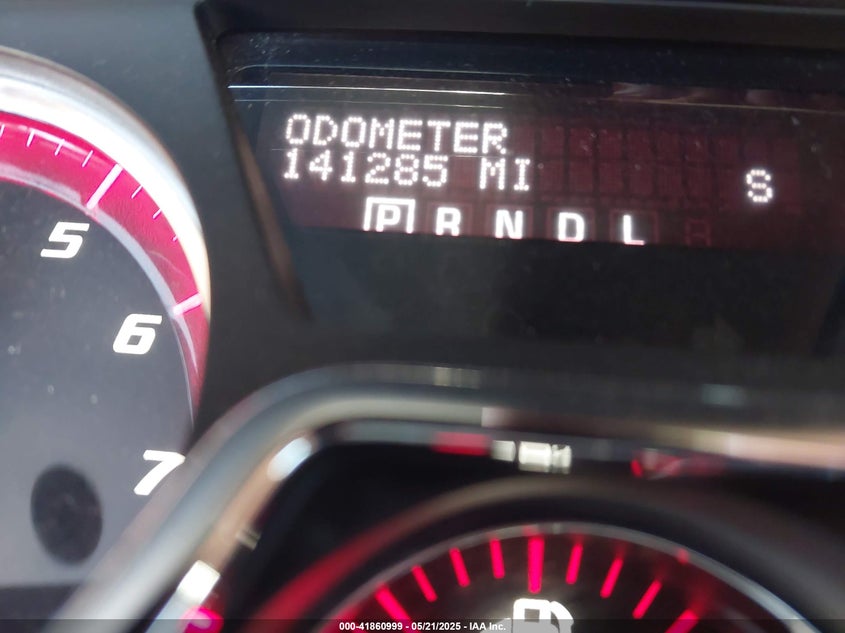 ODOMETER
141285 MI
S
P R N D L
5
6
7
000-41860999 - 05/21/2025 - IAA Inc.